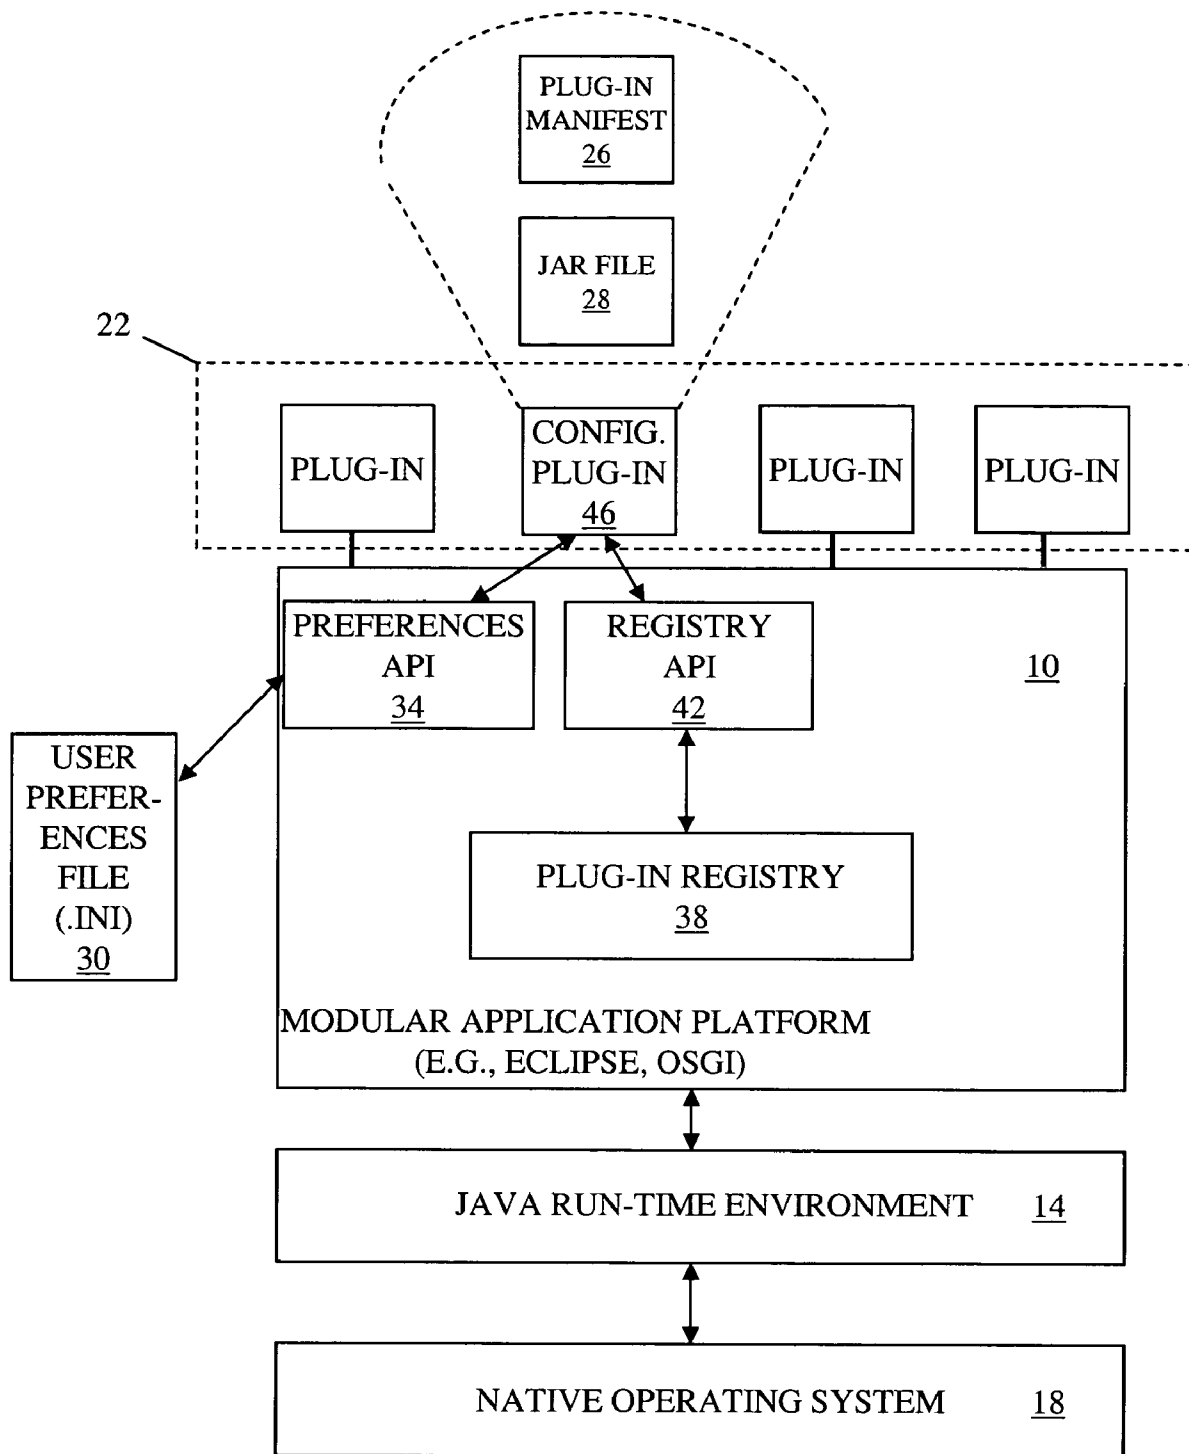 PLUG-IN
MANIFEST
26
JAR FILE
28
22
PLUG-IN
CONFIG.
PLUG-IN
46
PLUG-IN
PLUG-IN
PREFERENCES
API
34
REGISTRY
API
42
10
USER
PREFER-
ENCES
FILE
(.INI)
30
PLUG-IN REGISTRY
38
MODULAR APPLICATION PLATFORM
(E.G., ECLIPSE, OSGI)
JAVA RUN-TIME ENVIRONMENT 14
NATIVE OPERATING SYSTEM 18